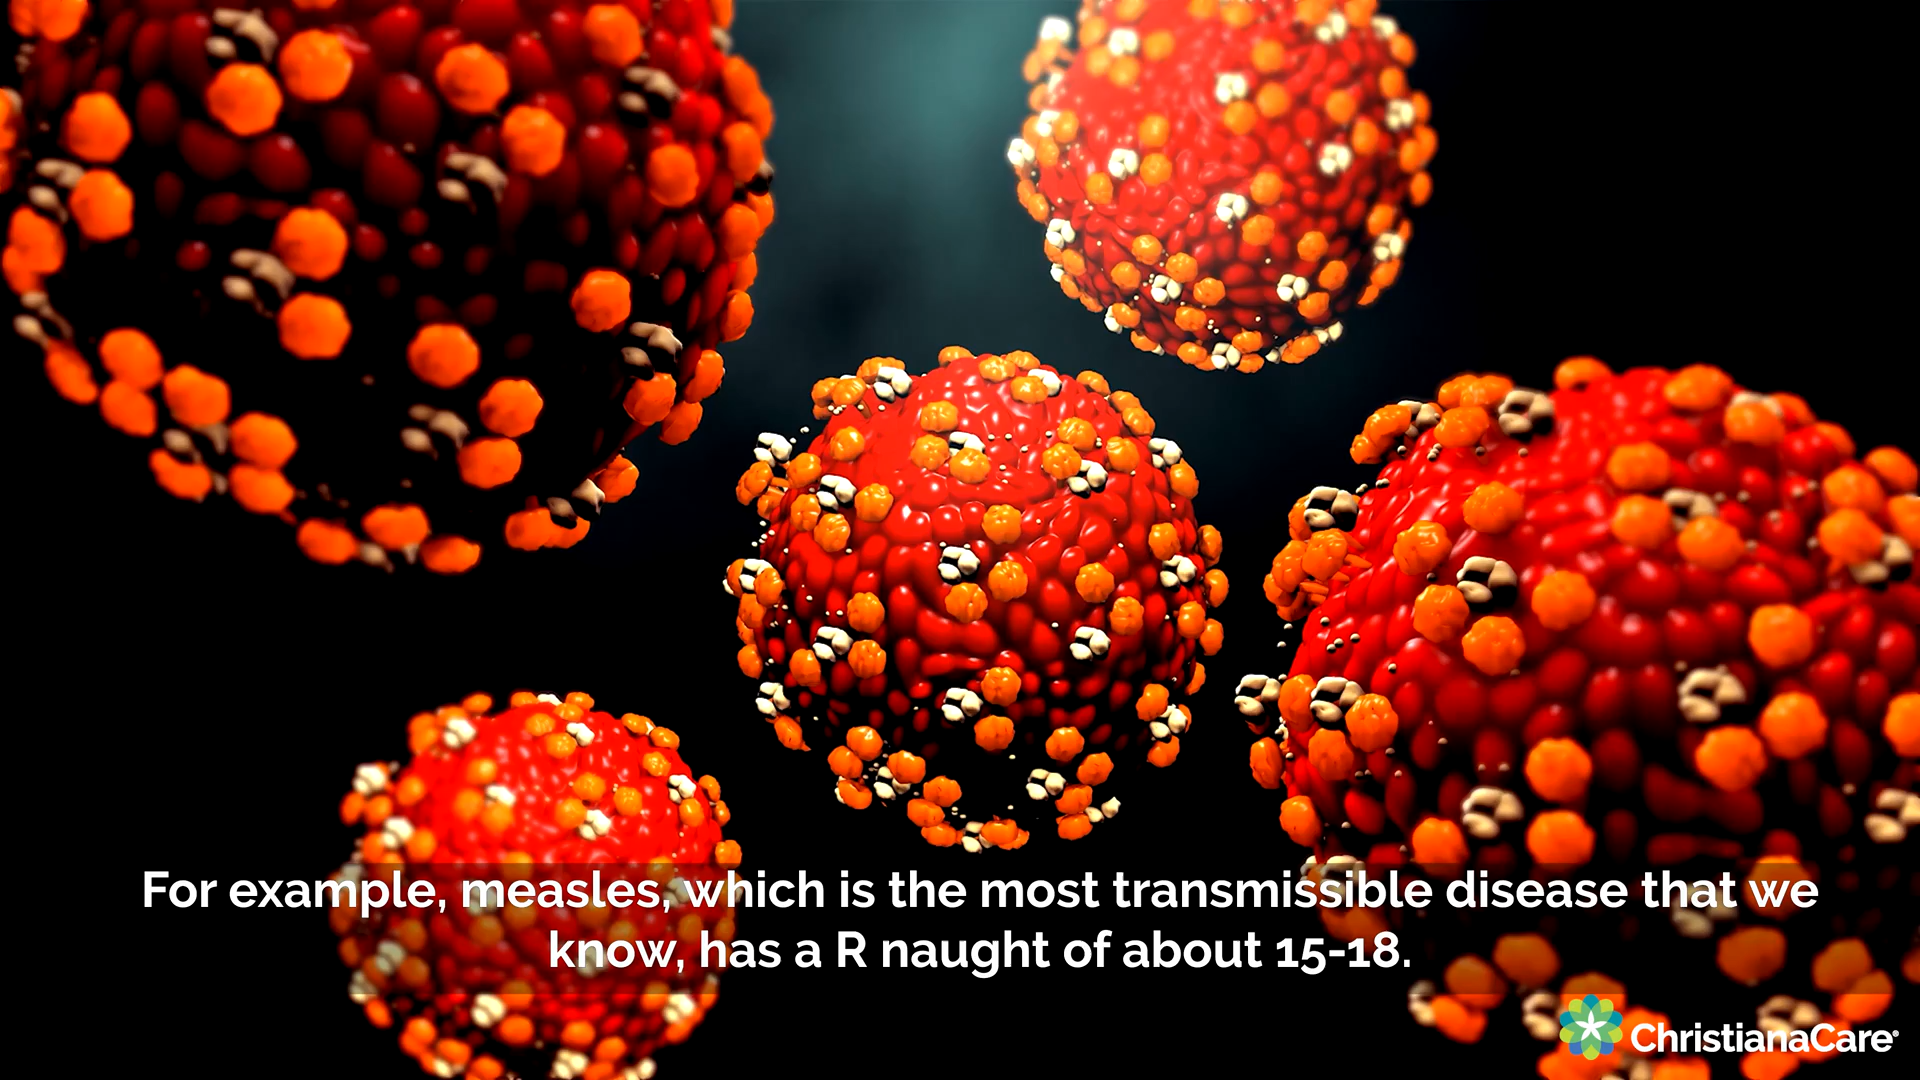 For example, measles, which is the most transmissible disease that we
know, has a R naught of about 15-18.
ChristianaCare®